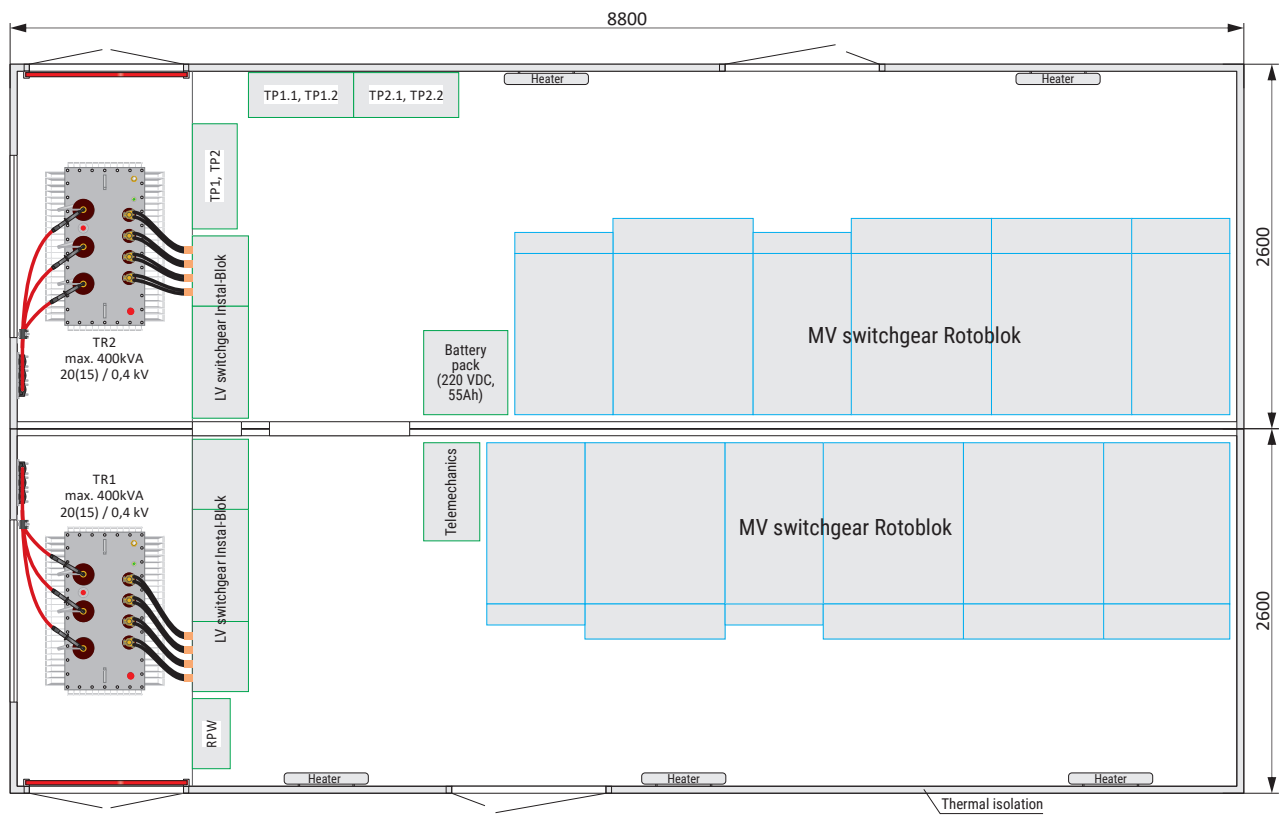 8800
Heater
Heater
TP1.1, TP1.2
TP2.1, TP2.2
TP1, TP2
2600
LV switchgear Instal-Blok
MV switchgear Rotoblok
TR2
max. 400kVA
20(15) / 0,4 kV
Battery
pack
(220 VDC,
55Ah)
TR1
max. 400kVA
20(15) / 0,4 kV
LV switchgear Instal-Blok
Telemechanics
MV switchgear Rotoblok
2600
RPW
Heater
Heater
Heater
Thermal isolation